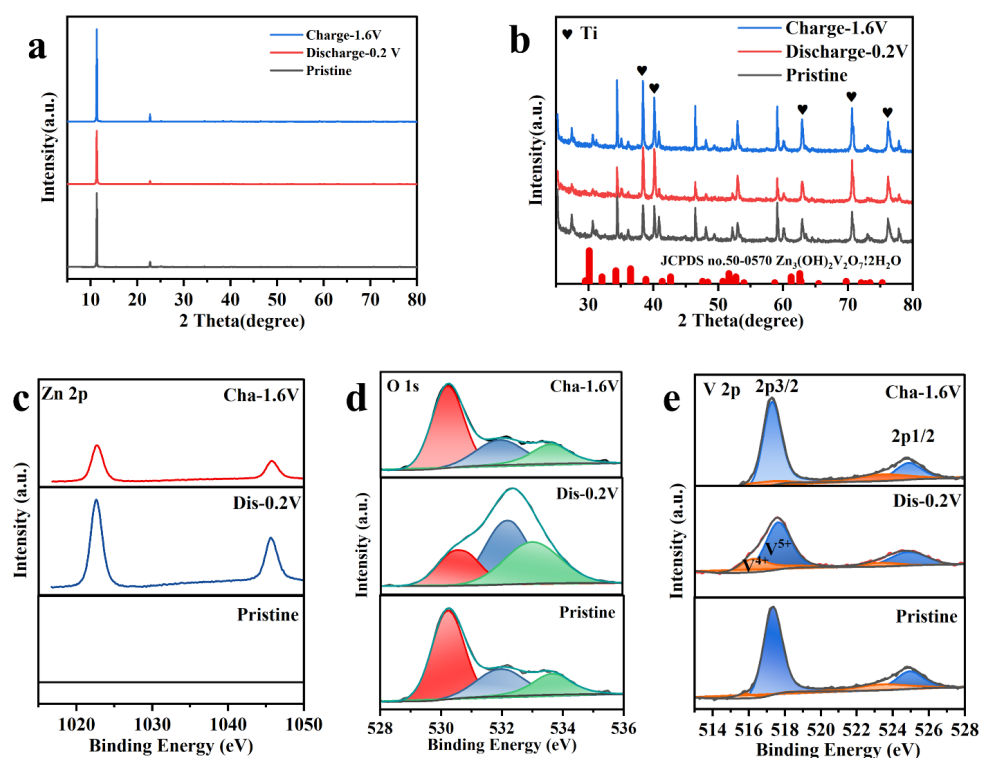 a
Charge-1.6V
Discharge-0.2 V
Pristine
Intensity(a.u.)
10 20 30 40 50 60 70 80
2 Theta(degree)
b
♥ Ti
Charge-1.6V
Discharge-0.2V
Pristine
Intensity(a.u.)
JCPDS no.50-0570 Zn3(OH)2V2O7!2H2O
30 40 50 60 70 80
2 Theta(degree)
c
Zn 2p
Cha-1.6V
Dis-0.2V
Pristine
Intensity (a.u.)
1020 1030 1040 1050
Binding Energy (eV)
d
O 1s
Cha-1.6V
Dis-0.2V
Pristine
Intensity (a.u.)
528 530 532 534 536
Binding Energy (eV)
e
V 2p
2p3/2
Cha-1.6V
2p1/2
Dis-0.2V
V5+
V4+
Pristine
Intensity (a.u.)
514 516 518 520 522 524 526 528
Binding Energy (eV)